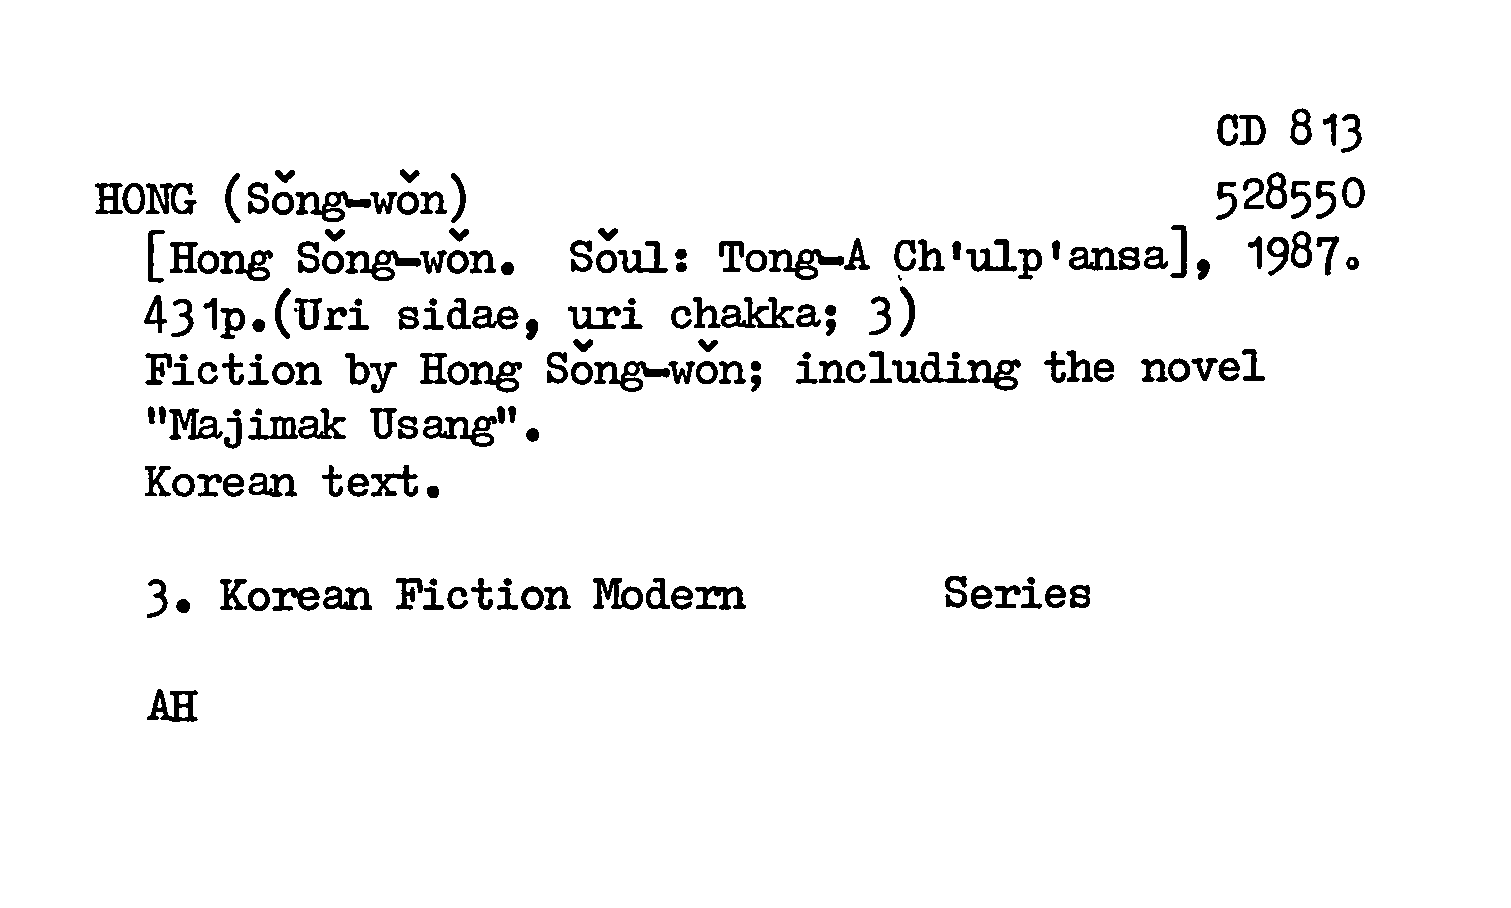 CD 813
HONG (Sŏng-wŏn) 528550
[Hong Sŏng-wŏn. Sŏul: Tong-A Ch'ulp'ansa], 1987.
431p.(Uri sidae, uri chakka; 3)
Fiction by Hong Sŏng-wŏn; including the novel
"Majimak Usang".
Korean text.
3. Korean Fiction Modern Series
AH